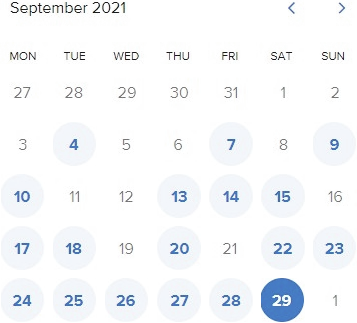 September 2021
MON TUE WED THU FRI SAT SUN
27 28 29 30 31 1 2
3 4 5 6 7 8 9
10 11 12 13 14 15 16
17 18 19 20 21 22 23
24 25 26 27 28 29 1